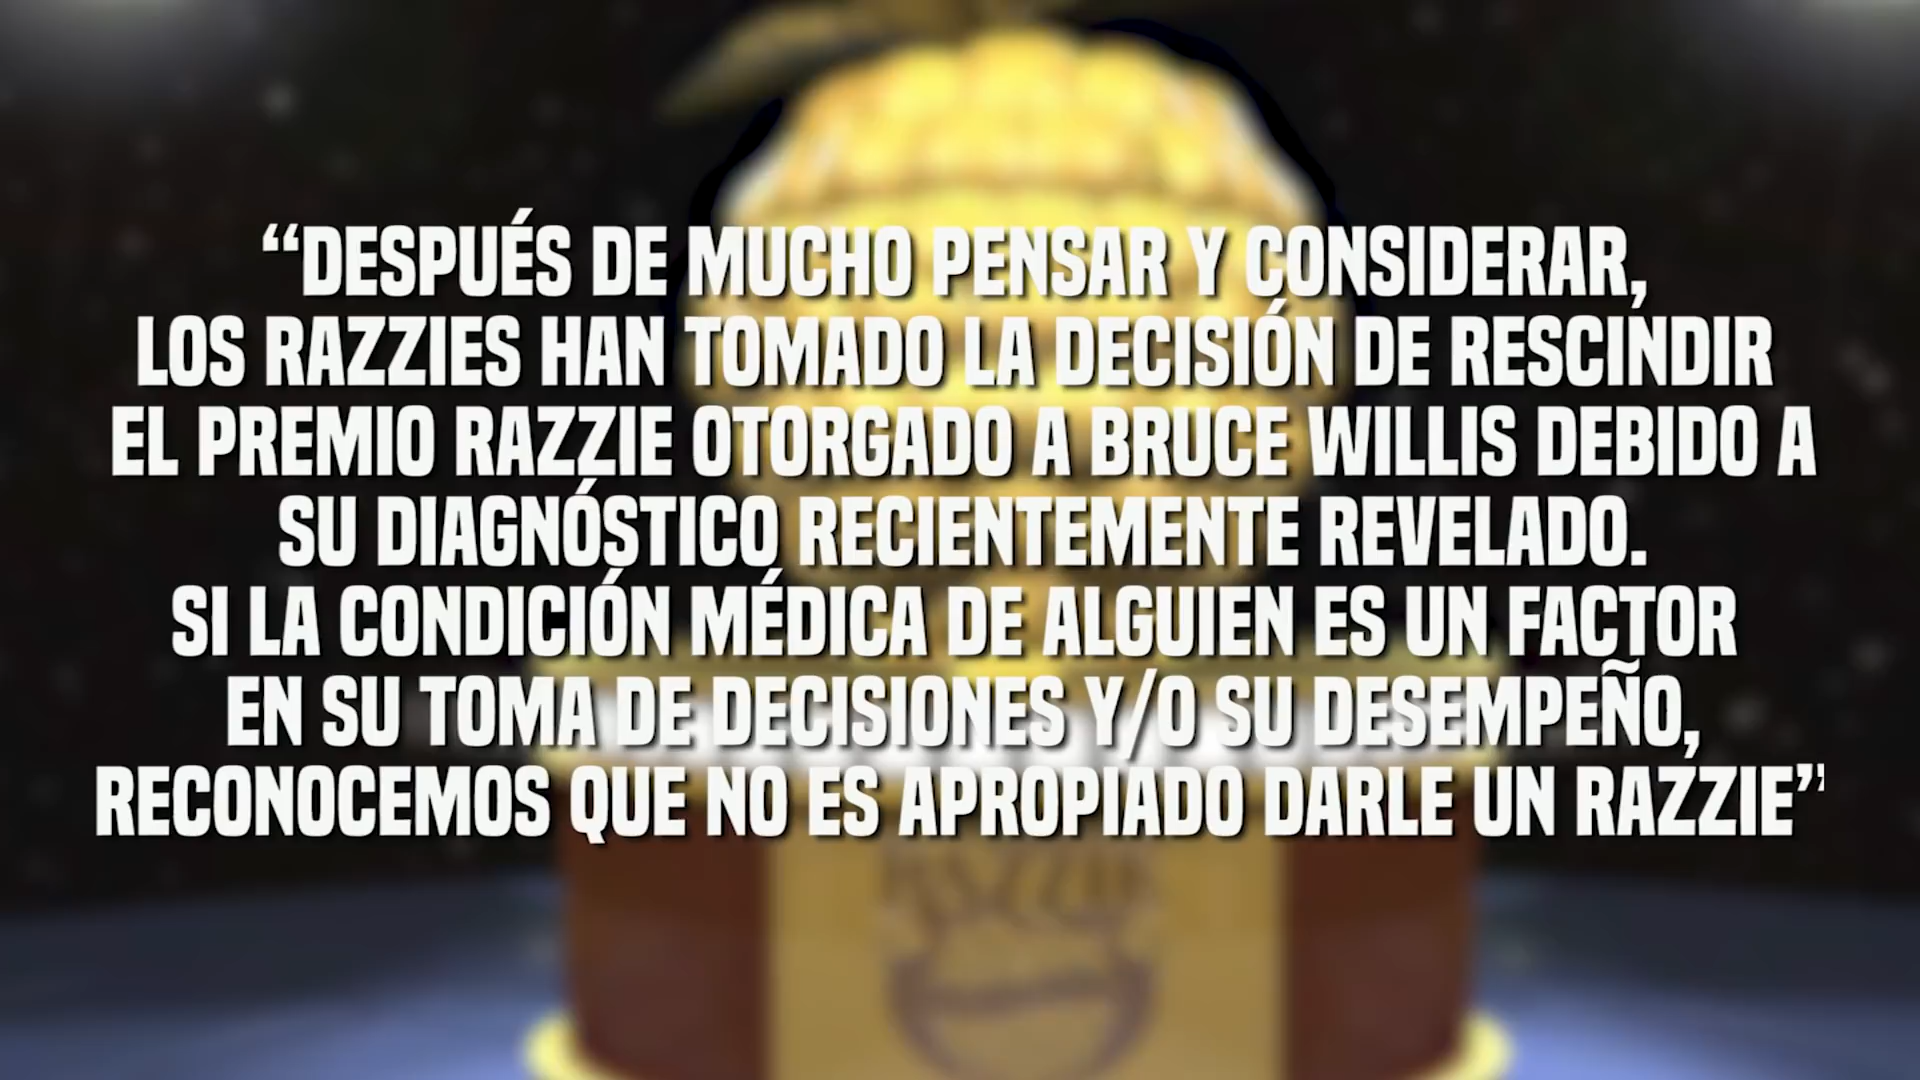 “DESPUÉS DE MUCHO PENSAR Y CONSIDERAR,
LOS RAZZIES HAN TOMADO LA DECISIÓN DE RESCINDIR
EL PREMIO RAZZIE OTORGADO A BRUCE WILLIS DEBIDO A
SU DIAGNÓSTICO RECIENTEMENTE REVELADO.
SI LA CONDICIÓN MÉDICA DE ALGUIEN ES UN FACTOR
EN SU TOMA DE DECISIONES Y/O SU DESEMPEÑO,
RECONOCEMOS QUE NO ES APROPIADO DARLE UN RAZZIE”